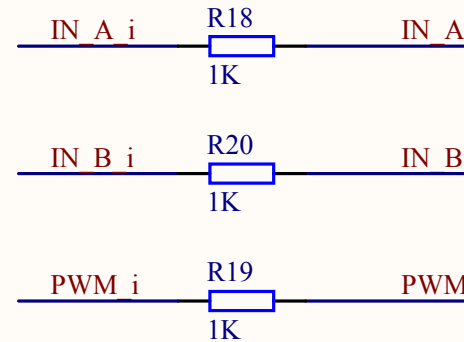 R18
IN_A_i IN_A
1K
R20
IN_B_i IN_B
1K
R19
PWM_i PWM
1K